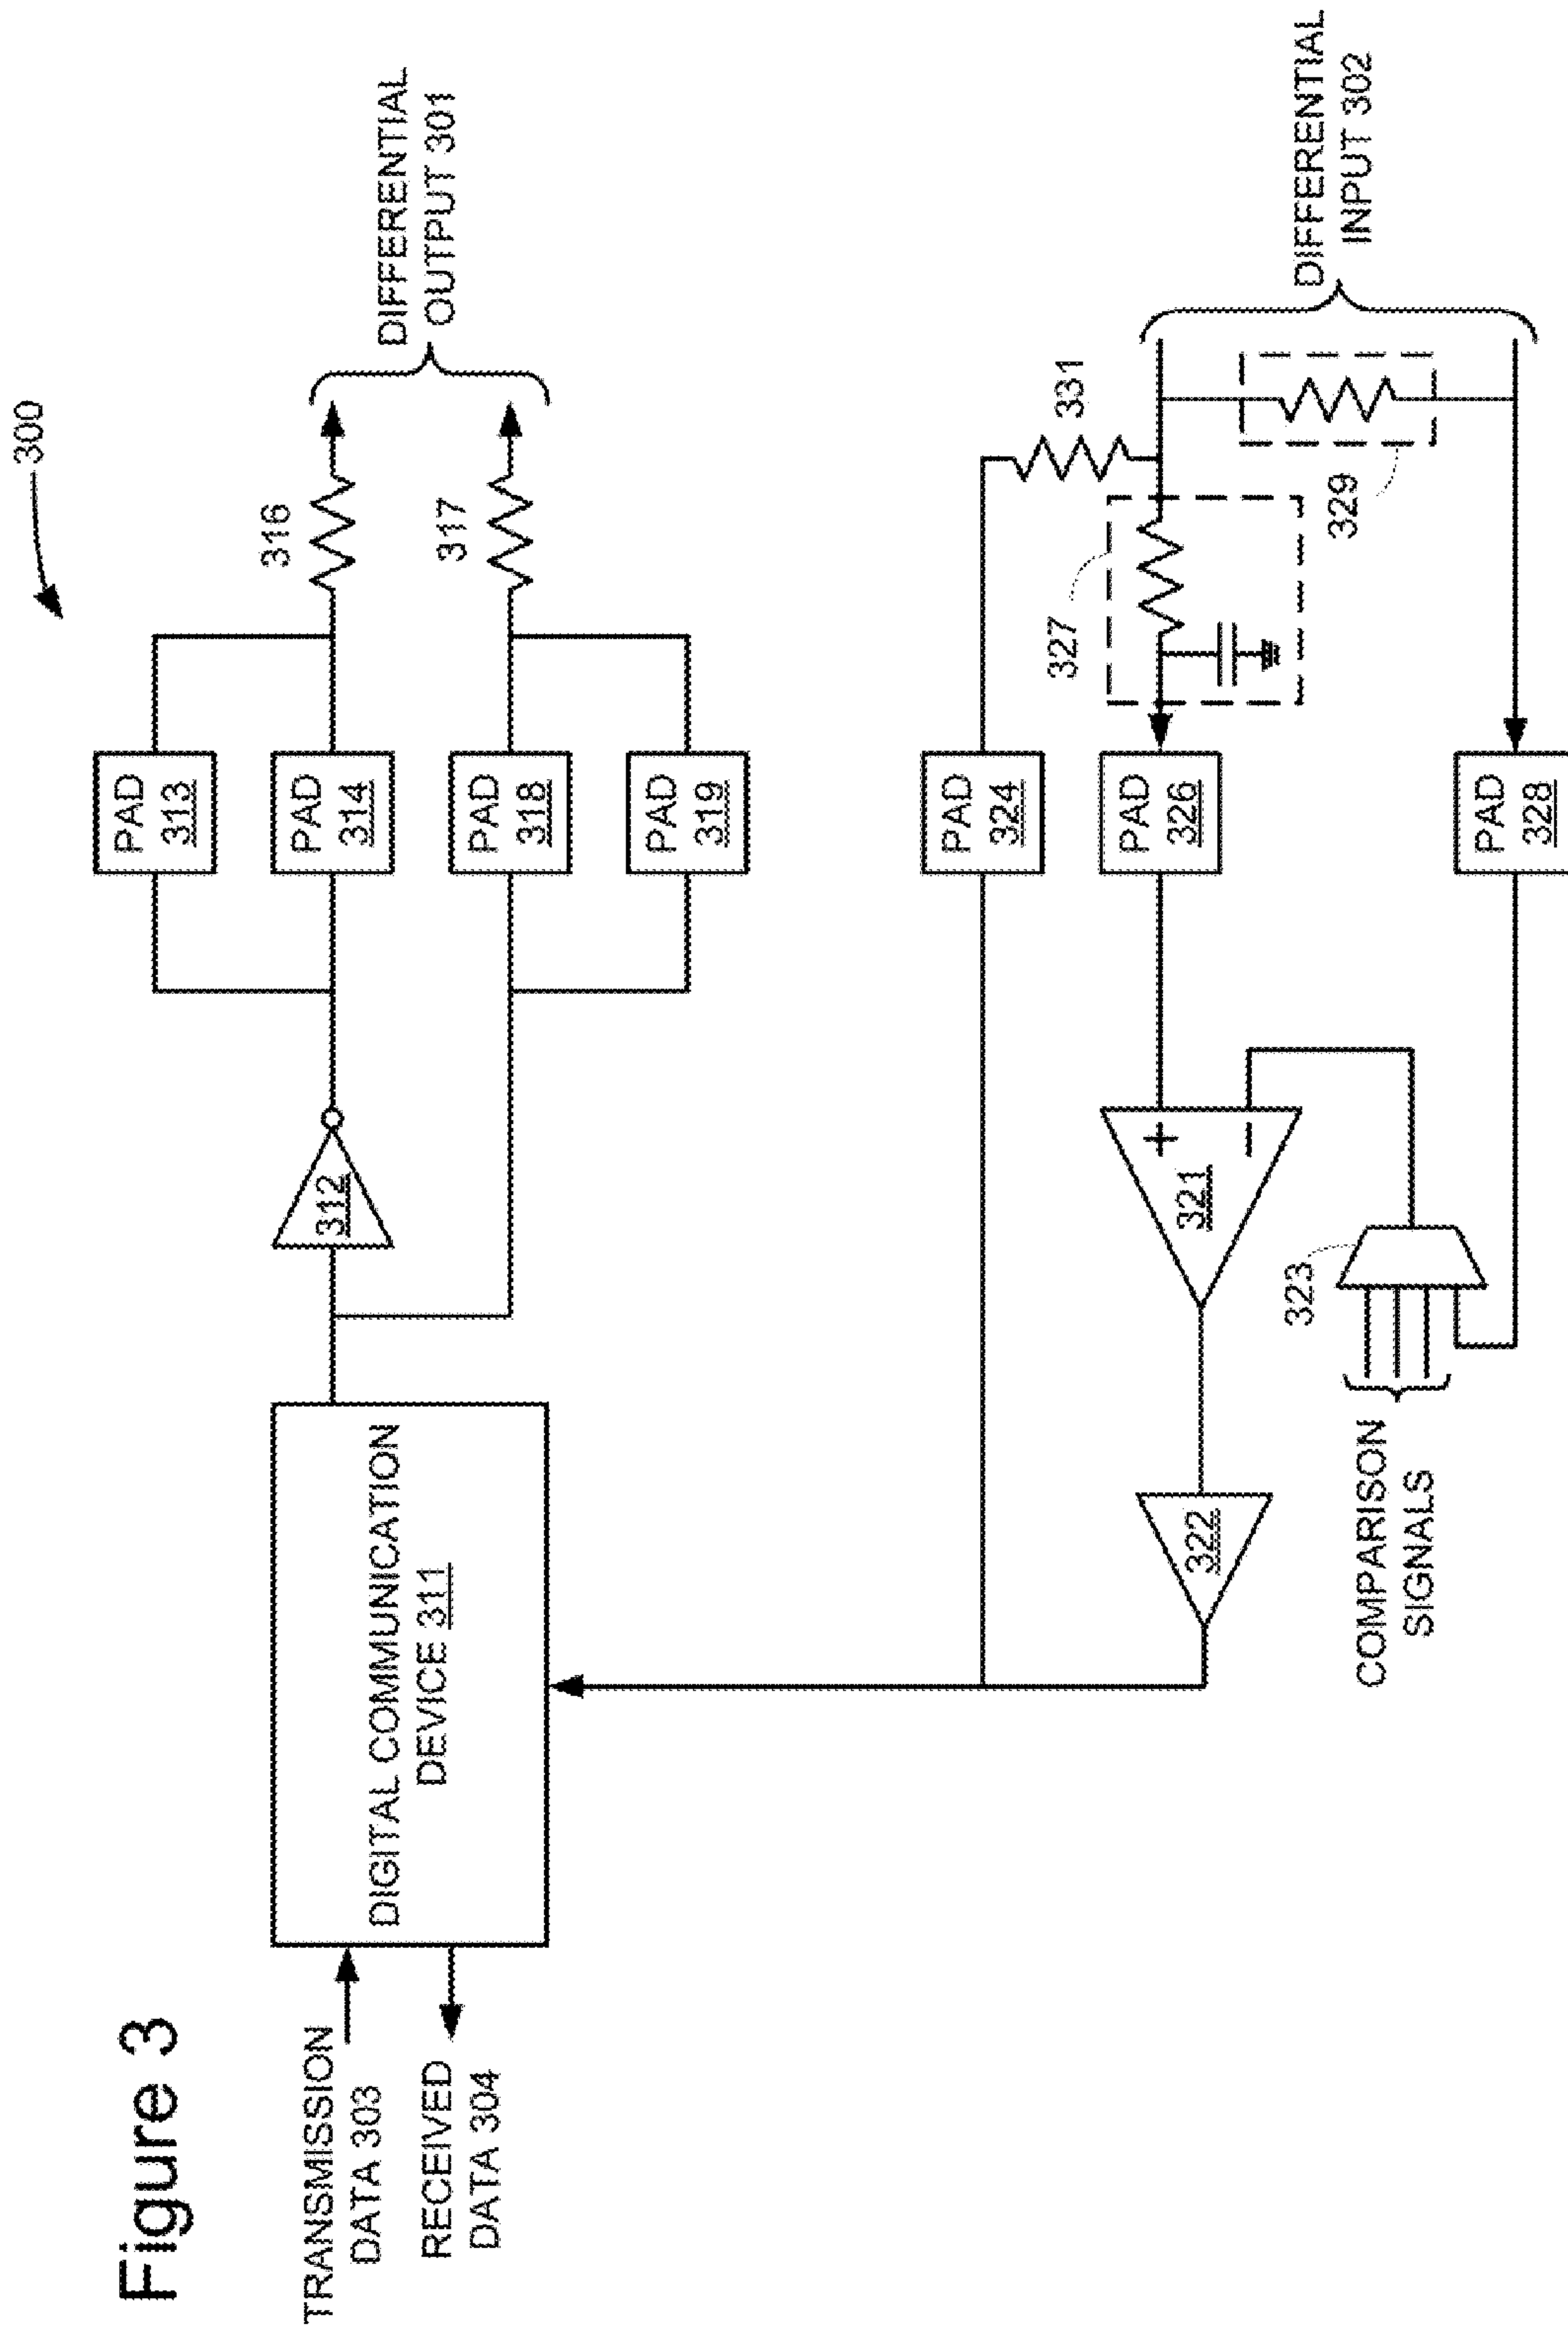 Figure 3
300
TRANSMISSION
DATA 303
RECEIVED
DATA 304
DIGITAL COMMUNICATION
DEVICE 311
312
PAD
313
PAD
314
PAD
318
PAD
319
316
317
DIFFERENTIAL
OUTPUT 301
PAD
324
PAD
326
PAD
328
331
327
329
DIFFERENTIAL
INPUT 302
+
−
321
322
323
COMPARISON
SIGNALS